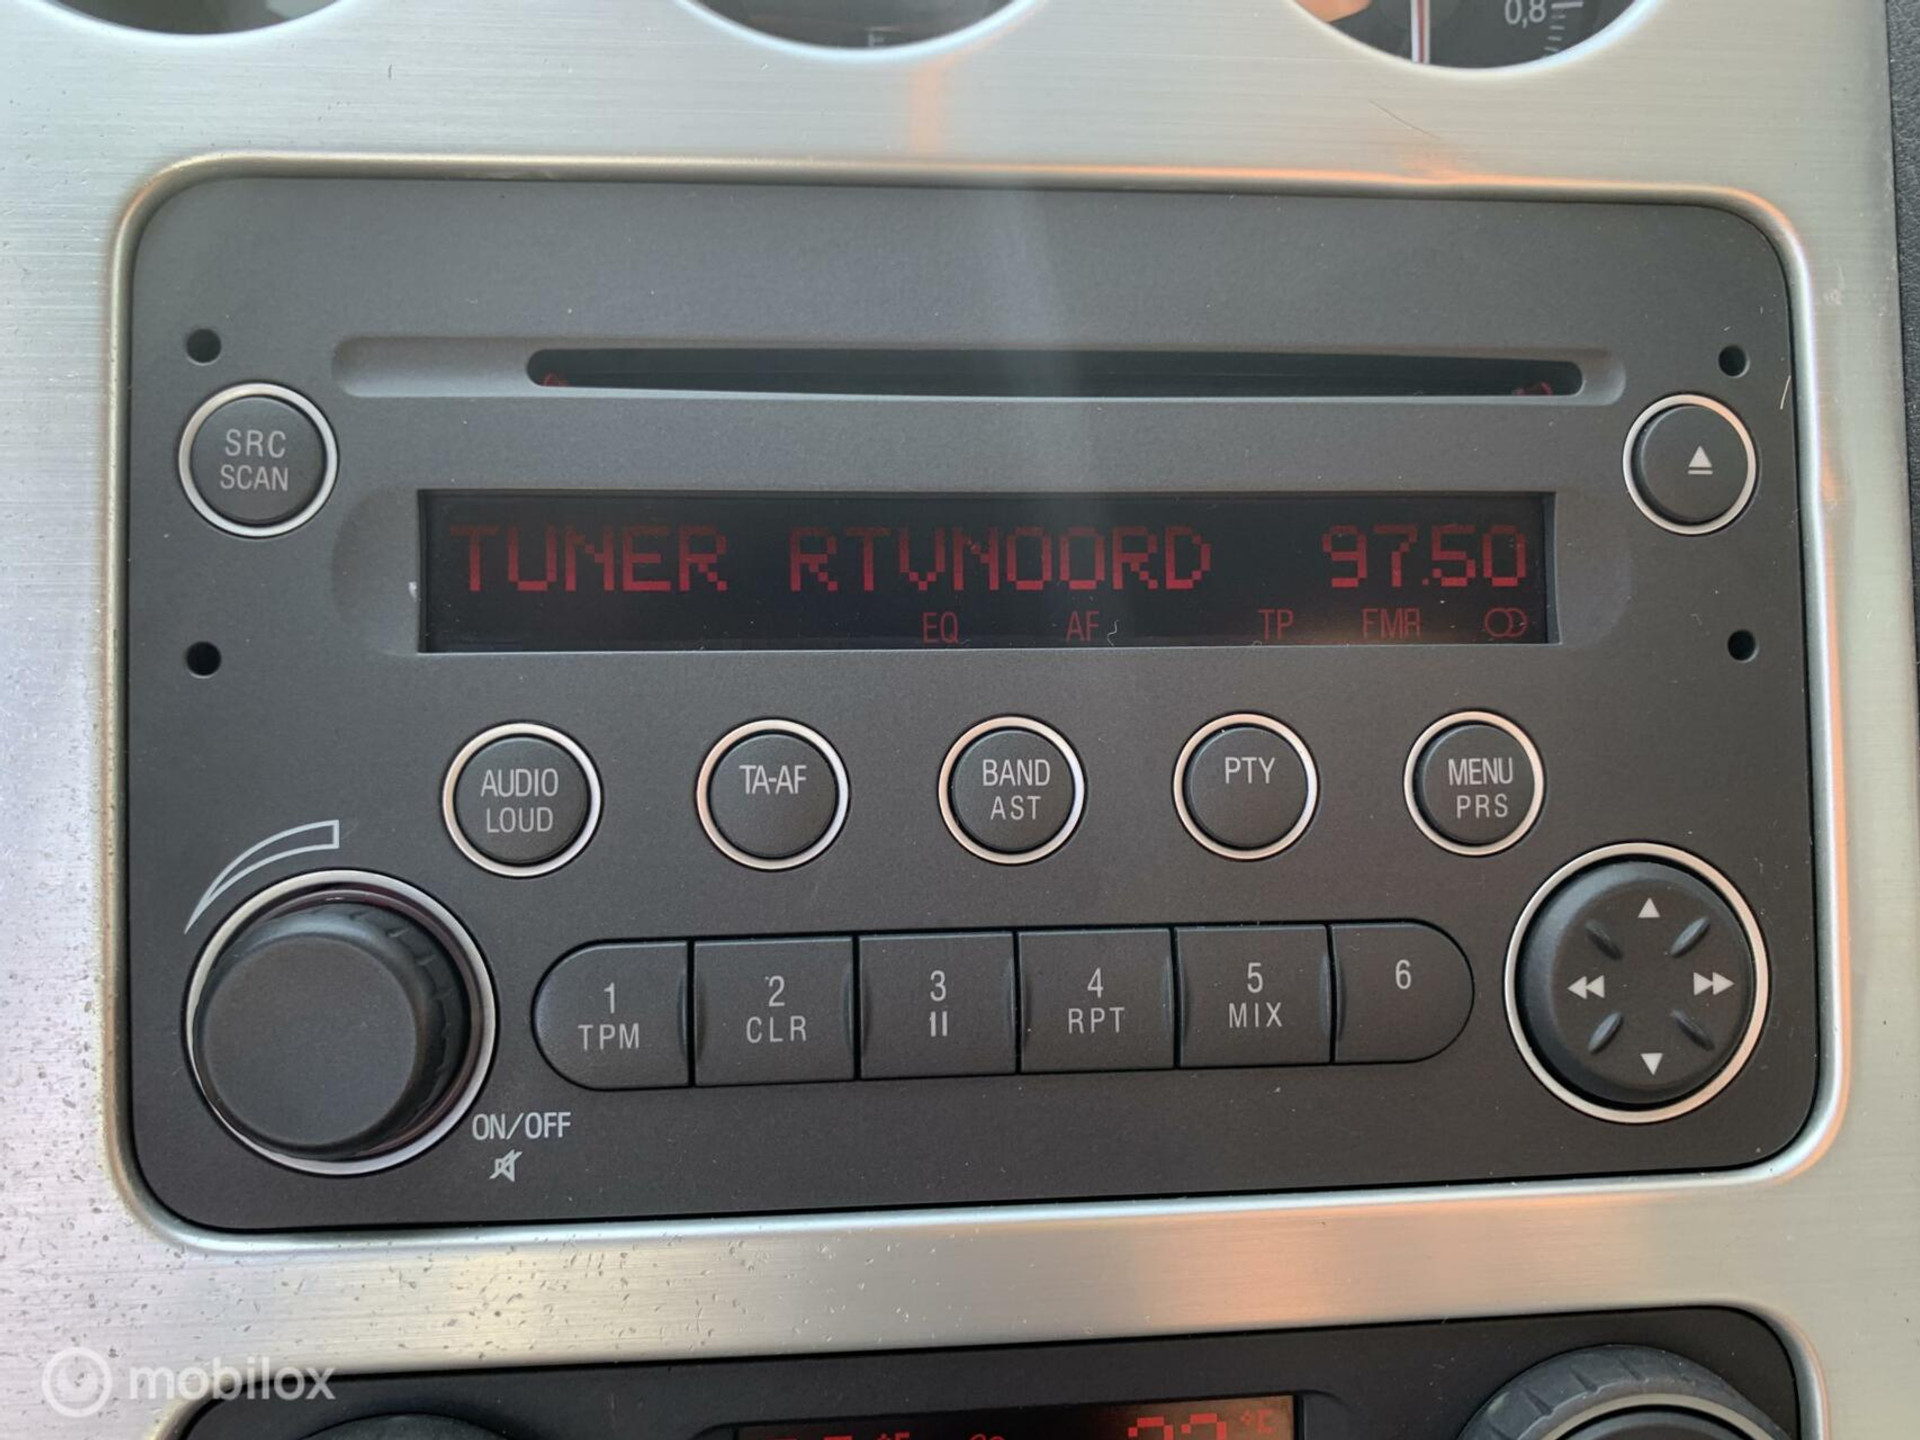 0,8
SRC
SCAN
TUNER RTVNOORD 97.50
EQ AF TP FMR
AUDIO
LOUD
TA-AF
BAND
AST
PTY
MENU
PRS
1
TPM
2
CLR
3
4
RPT
5
MIX
6
ON/OFF
mobilox
°C